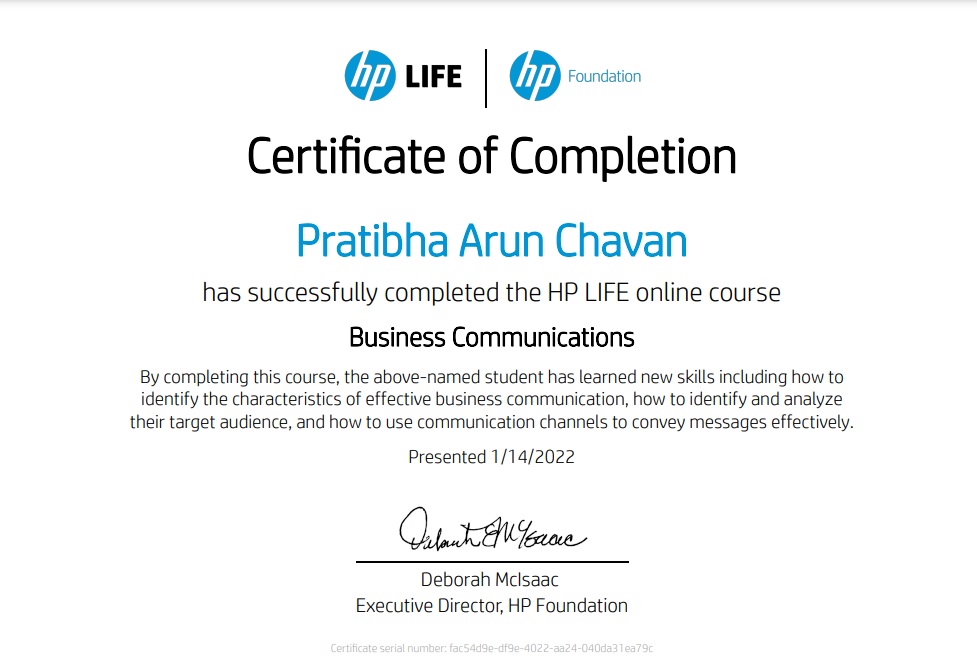 hp LIFE | hp Foundation
Certificate of Completion
Pratibha Arun Chavan
has successfully completed the HP LIFE online course
Business Communications
By completing this course, the above-named student has learned new skills including how to
identify the characteristics of effective business communication, how to identify and analyze
their target audience, and how to use communication channels to convey messages effectively.
Presented 1/14/2022
Deborah McIsaac
Executive Director, HP Foundation
Certificate serial number: fac54d9e-df9e-4022-aa24-040da31ea79c